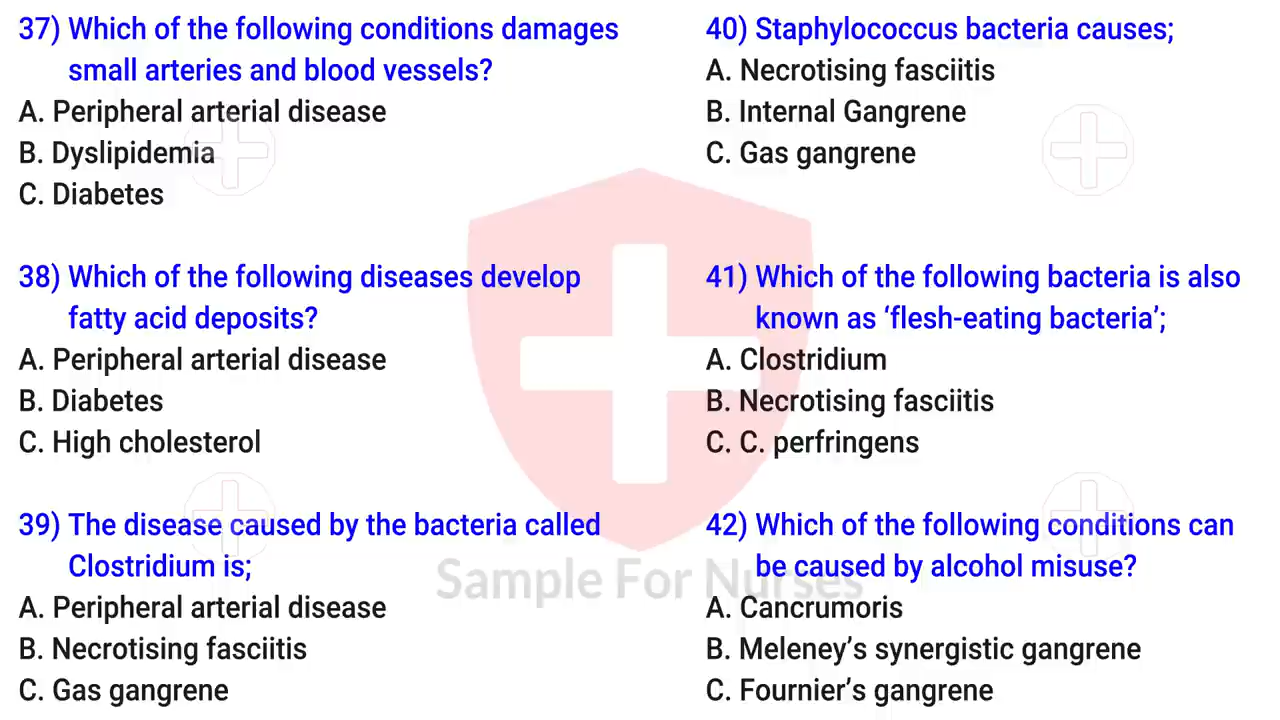 37) Which of the following conditions damages
small arteries and blood vessels?
A. Peripheral arterial disease
B. Dyslipidemia
C. Diabetes
38) Which of the following diseases develop
fatty acid deposits?
A. Peripheral arterial disease
B. Diabetes
C. High cholesterol
39) The disease caused by the bacteria called
Clostridium is;
A. Peripheral arterial disease
B. Necrotising fasciitis
C. Gas gangrene
40) Staphylococcus bacteria causes;
A. Necrotising fasciitis
B. Internal Gangrene
C. Gas gangrene
41) Which of the following bacteria is also
known as ‘flesh-eating bacteria’;
A. Clostridium
B. Necrotising fasciitis
C. C. perfringens
42) Which of the following conditions can
be caused by alcohol misuse?
A. Cancrumoris
B. Meleney’s synergistic gangrene
C. Fournier’s gangrene
Sample For Nurses